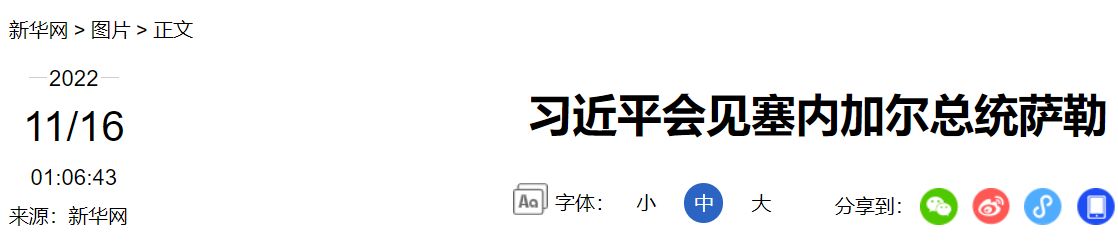 新华网 > 图片 > 正文
2022
11/16
01:06:43
来源：新华网
习近平会见塞内加尔总统萨勒
Aa 字体： 小 中 大 分享到：